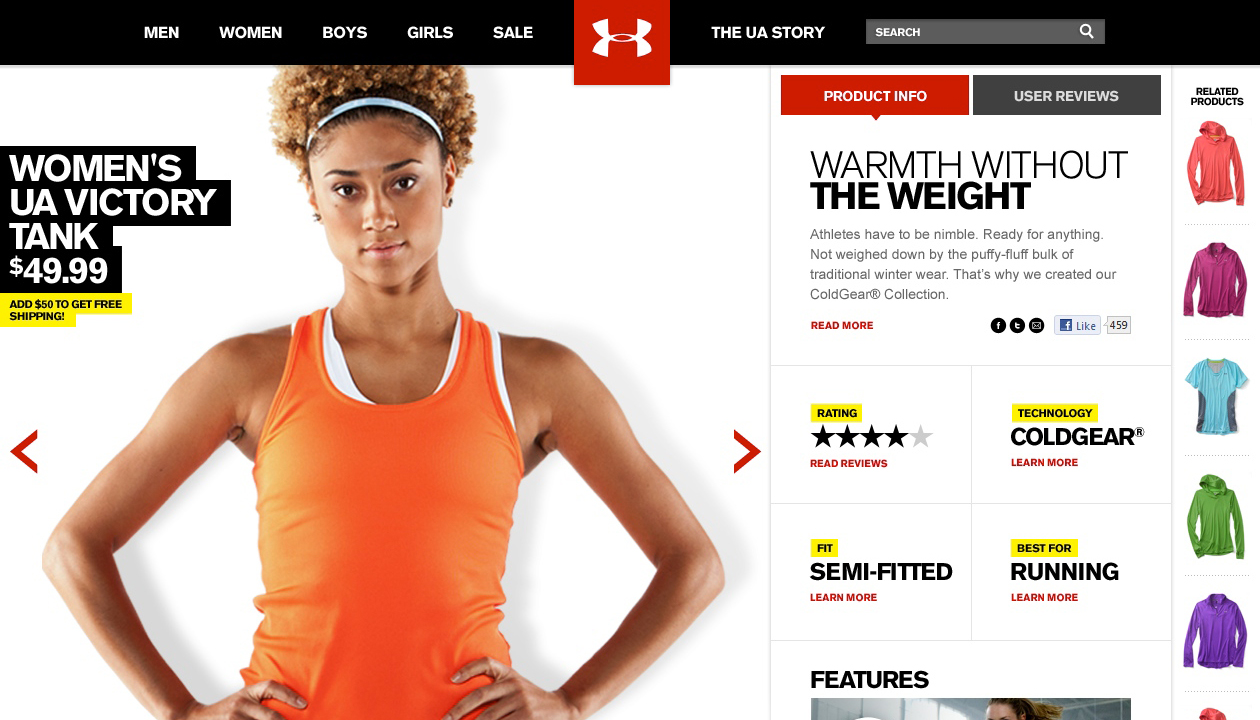 MEN
WOMEN
BOYS
GIRLS
SALE
THE UA STORY
SEARCH
WOMEN'S
UA VICTORY
TANK
$49.99
ADD $50 TO GET FREE
SHIPPING!
PRODUCT INFO
USER REVIEWS
WARMTH WITHOUT
THE WEIGHT
Athletes have to be nimble. Ready for anything.
Not weighed down by the puffy-fluff bulk of
traditional winter wear. That's why we created our
ColdGear® Collection.
READ MORE
f
t
f Like
459
RATING
READ REVIEWS
TECHNOLOGY
COLDGEAR®
LEARN MORE
FIT
SEMI-FITTED
LEARN MORE
BEST FOR
RUNNING
LEARN MORE
FEATURES
RELATED
PRODUCTS